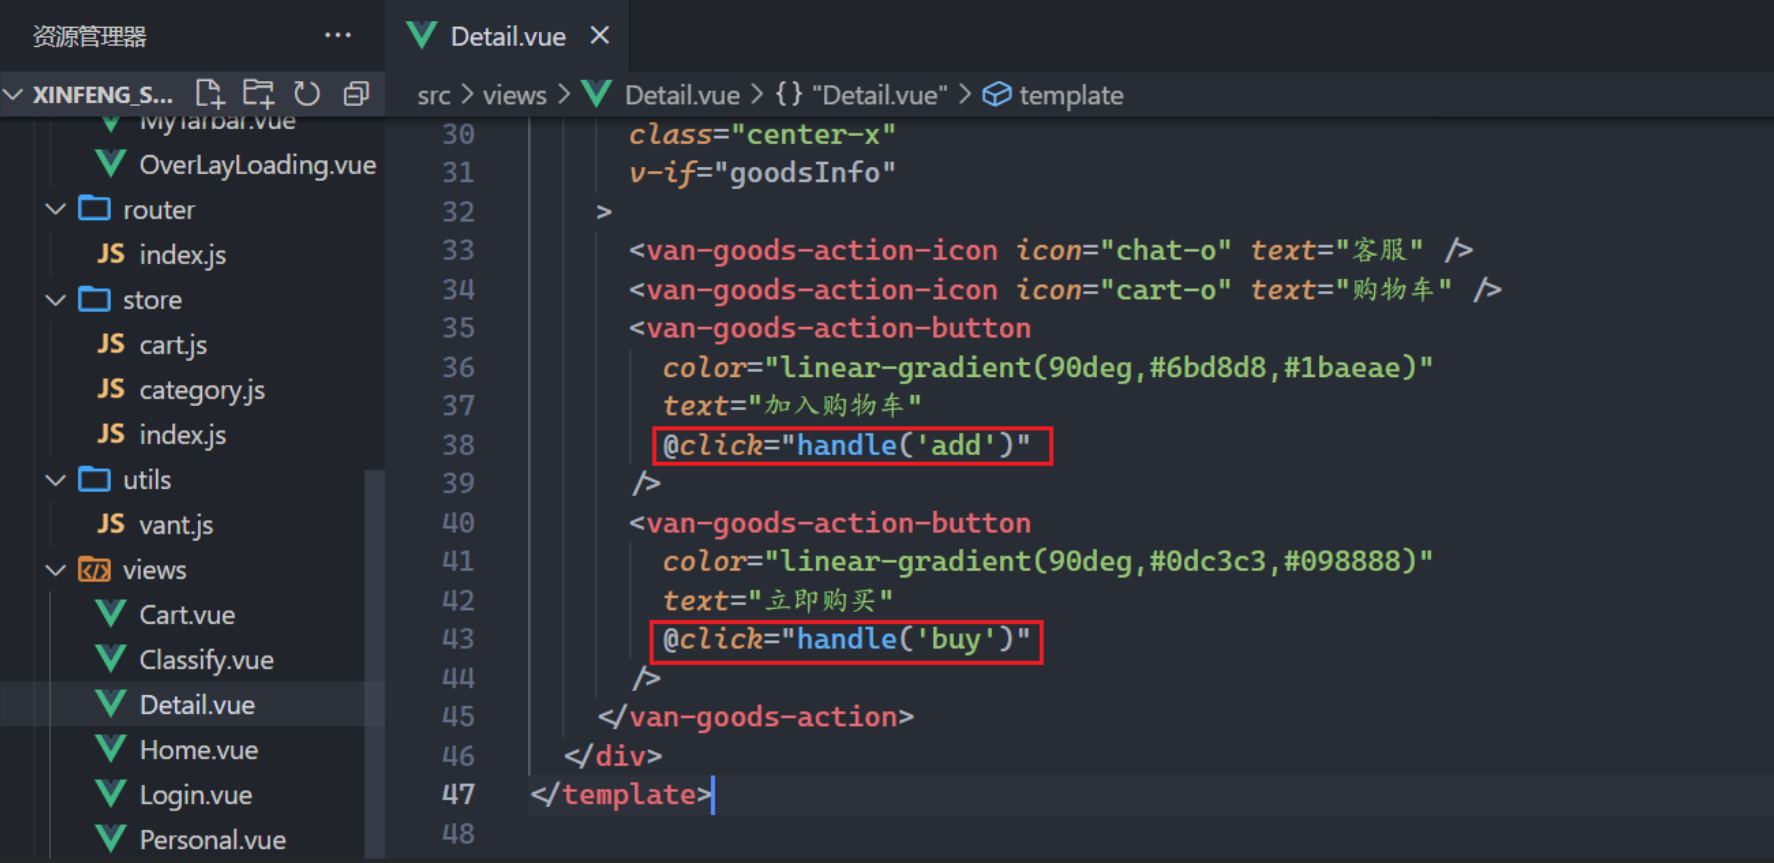 资源管理器
XINFENG_S...
MyTarbar.vue
OverLayLoading.vue
router
JS index.js
store
JS cart.js
JS category.js
JS index.js
utils
JS vant.js
views
Cart.vue
Classify.vue
Detail.vue
Home.vue
Login.vue
Personal.vue
Detail.vue ×
src > views > Detail.vue > {} "Detail.vue" > template
30 class="center-x"
31 v-if="goodsInfo"
32 >
33 <van-goods-action-icon icon="chat-o" text="客服" />
34 <van-goods-action-icon icon="cart-o" text="购物车" />
35 <van-goods-action-button
36 color="linear-gradient(90deg,#6bd8d8,#1baeae)"
37 text="加入购物车"
38 @click="handle('add')"
39 />
40 <van-goods-action-button
41 color="linear-gradient(90deg,#0dc3c3,#098888)"
42 text="立即购买"
43 @click="handle('buy')"
44 />
45 </van-goods-action>
46 </div>
47 </template>
48